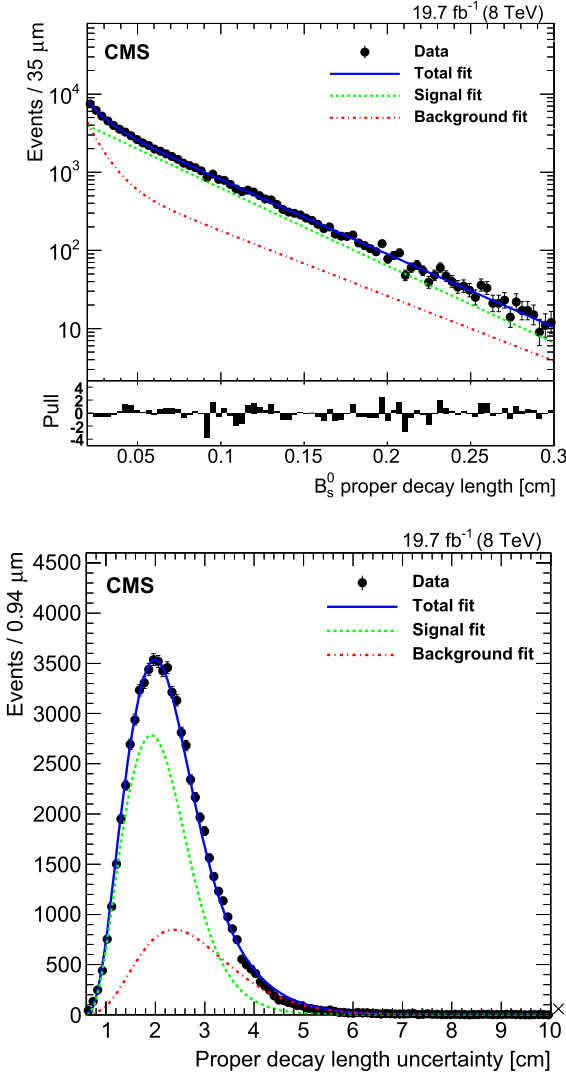 19.7 fb⁻¹ (8 TeV)
CMS
Data
Total fit
Signal fit
Background fit
Events / 35 μm
10⁴
10³
10²
10
Pull
4
2
0
-2
-4
0.05 0.1 0.15 0.2 0.25 0.3
B⁰ₛ proper decay length [cm]
19.7 fb⁻¹ (8 TeV)
CMS
Data
Total fit
Signal fit
Background fit
Events / 0.94 μm
4500
4000
3500
3000
2500
2000
1500
1000
500
0
1 2 3 4 5 6 7 8 9 10
×
Proper decay length uncertainty [cm]